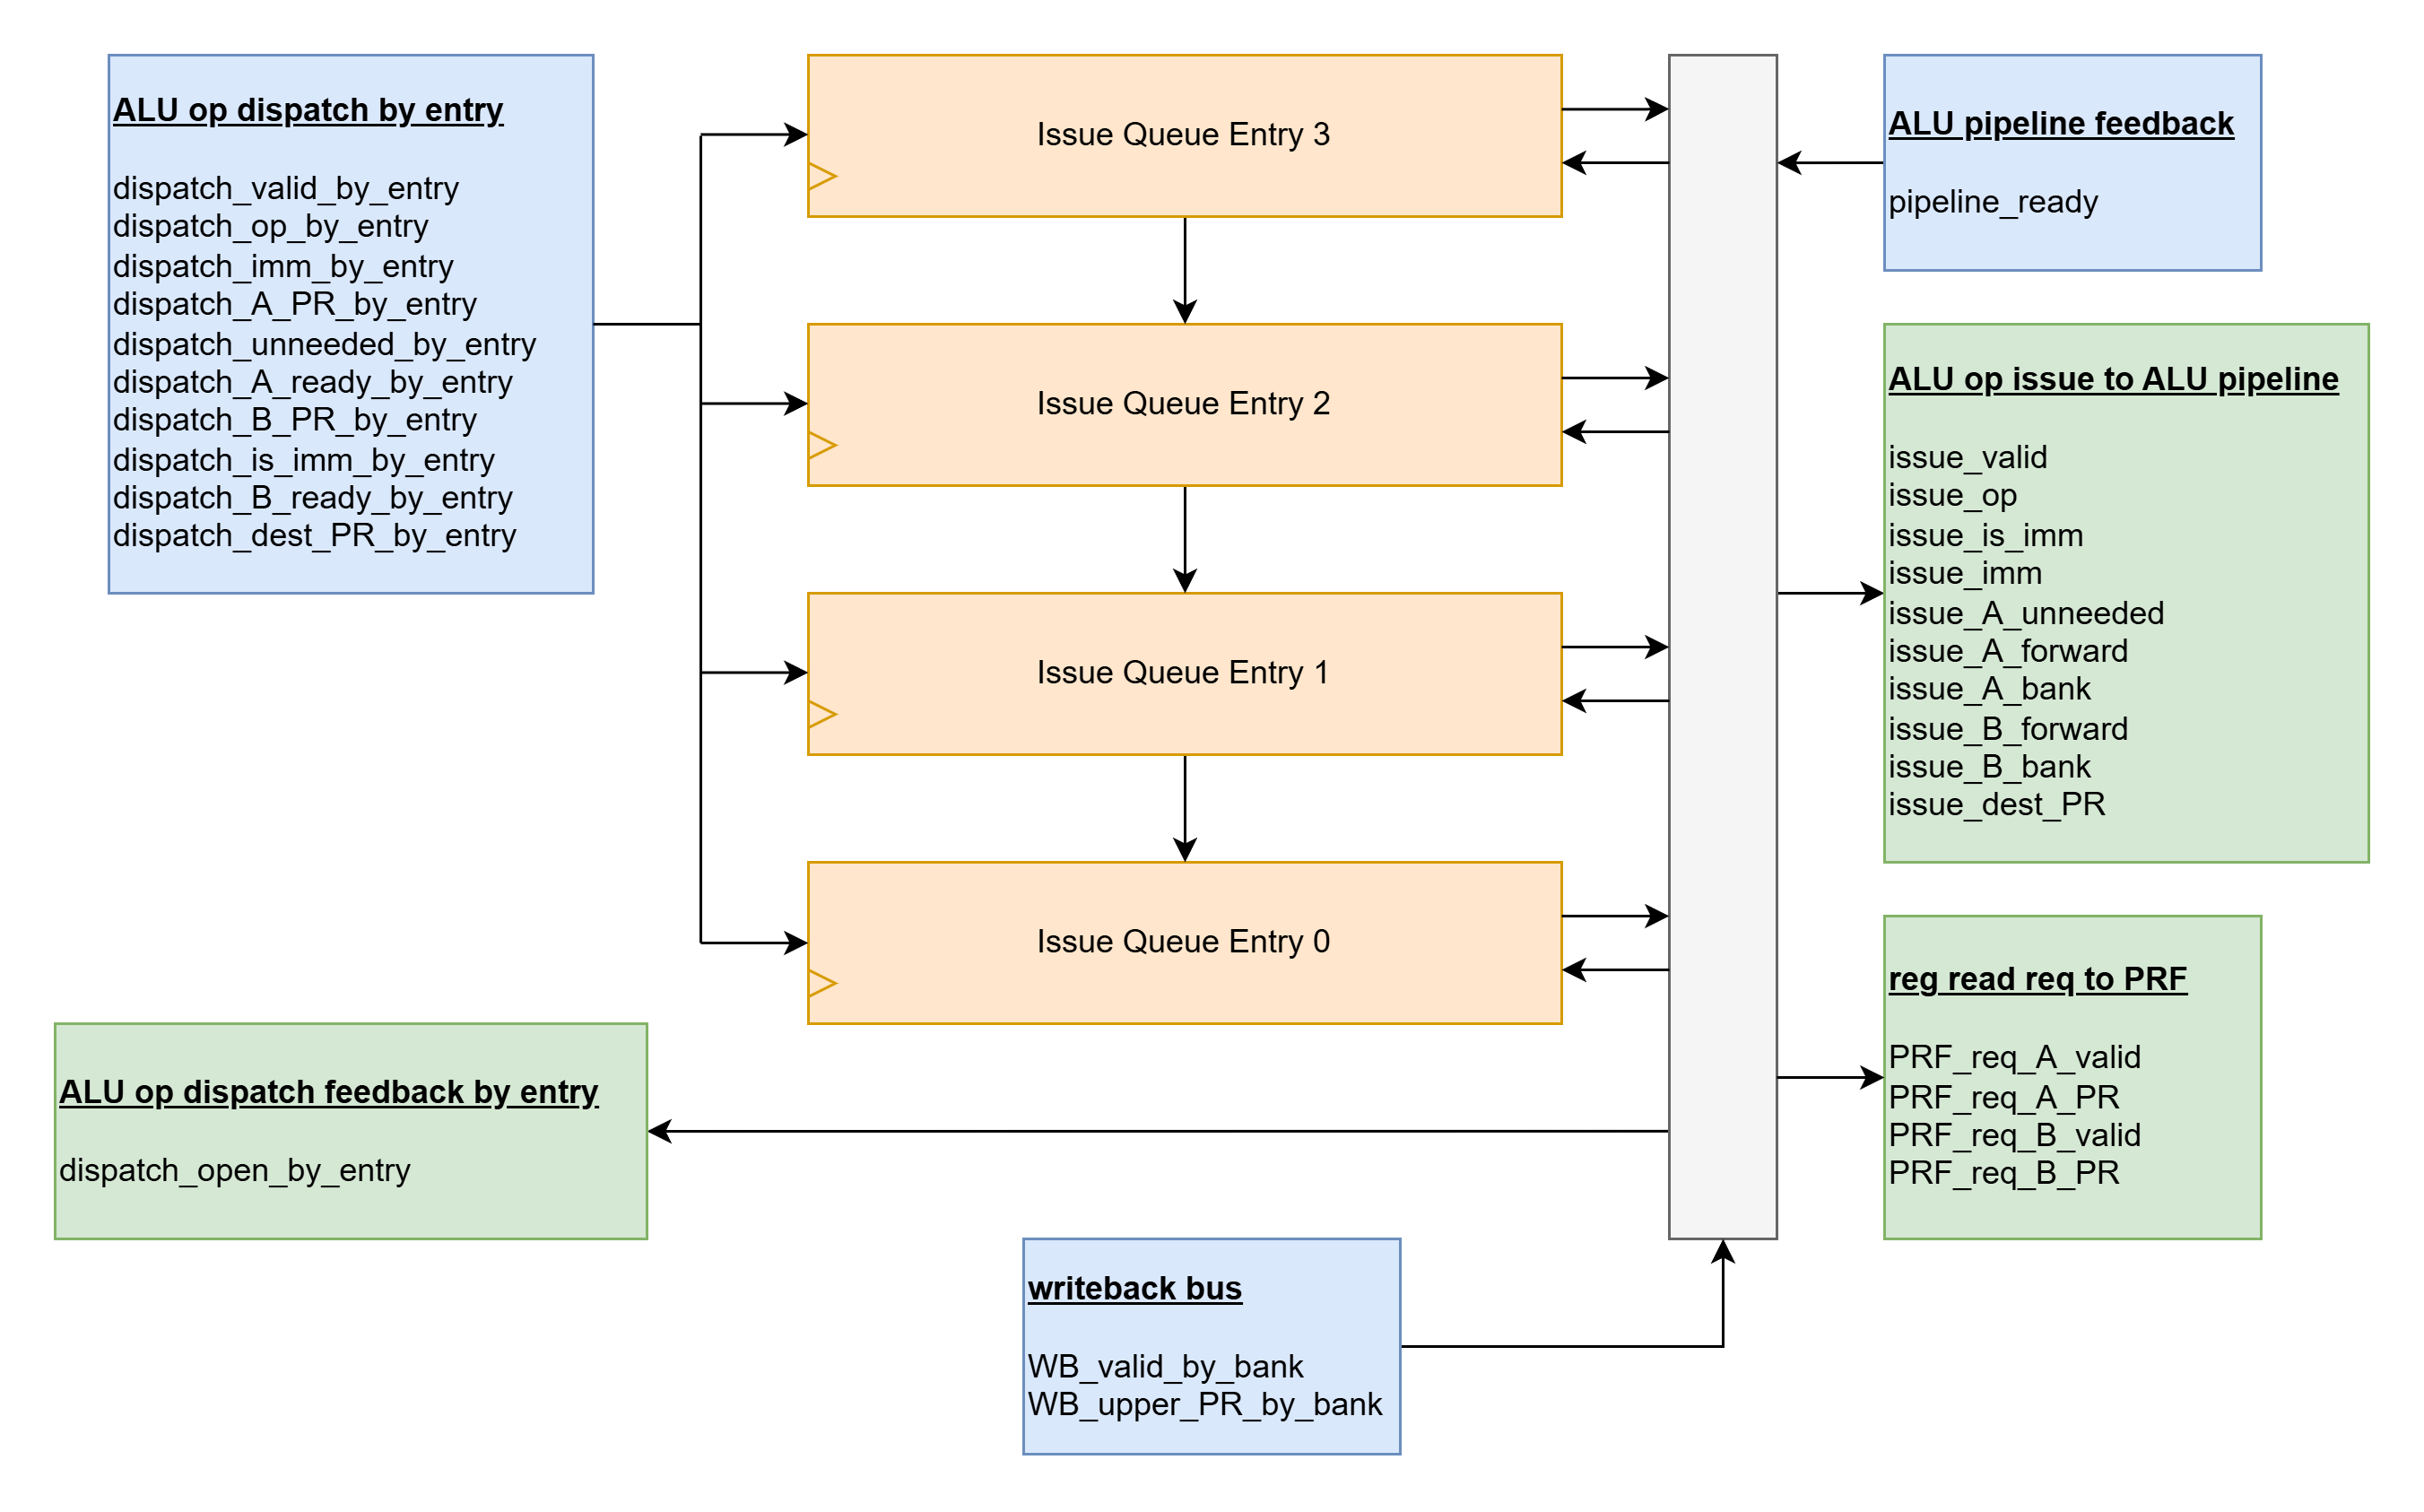 ALU op dispatch by entry
dispatch_valid_by_entry
dispatch_op_by_entry
dispatch_imm_by_entry
dispatch_A_PR_by_entry
dispatch_unneeded_by_entry
dispatch_A_ready_by_entry
dispatch_B_PR_by_entry
dispatch_is_imm_by_entry
dispatch_B_ready_by_entry
dispatch_dest_PR_by_entry
Issue Queue Entry 3
Issue Queue Entry 2
Issue Queue Entry 1
Issue Queue Entry 0
ALU pipeline feedback
pipeline_ready
ALU op issue to ALU pipeline
issue_valid
issue_op
issue_is_imm
issue_imm
issue_A_unneeded
issue_A_forward
issue_A_bank
issue_B_forward
issue_B_bank
issue_dest_PR
reg read req to PRF
PRF_req_A_valid
PRF_req_A_PR
PRF_req_B_valid
PRF_req_B_PR
ALU op dispatch feedback by entry
dispatch_open_by_entry
writeback bus
WB_valid_by_bank
WB_upper_PR_by_bank